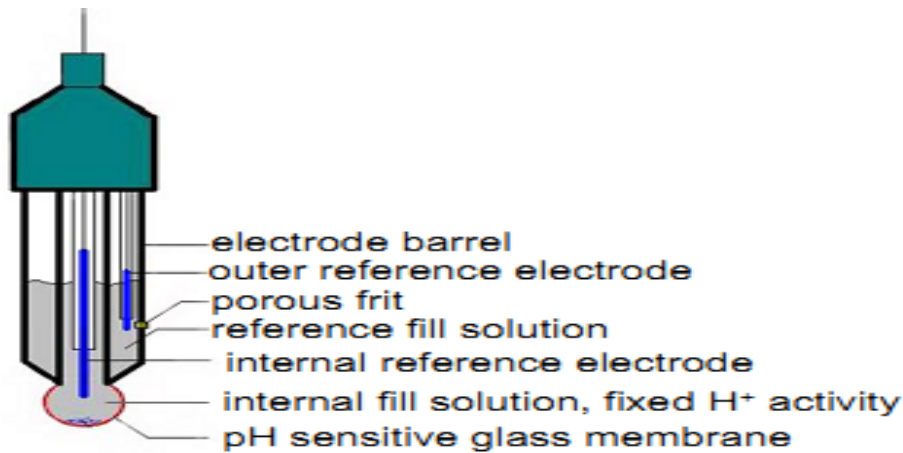 electrode barrel
outer reference electrode
porous frit
reference fill solution
internal reference electrode
internal fill solution, fixed H⁺ activity
pH sensitive glass membrane